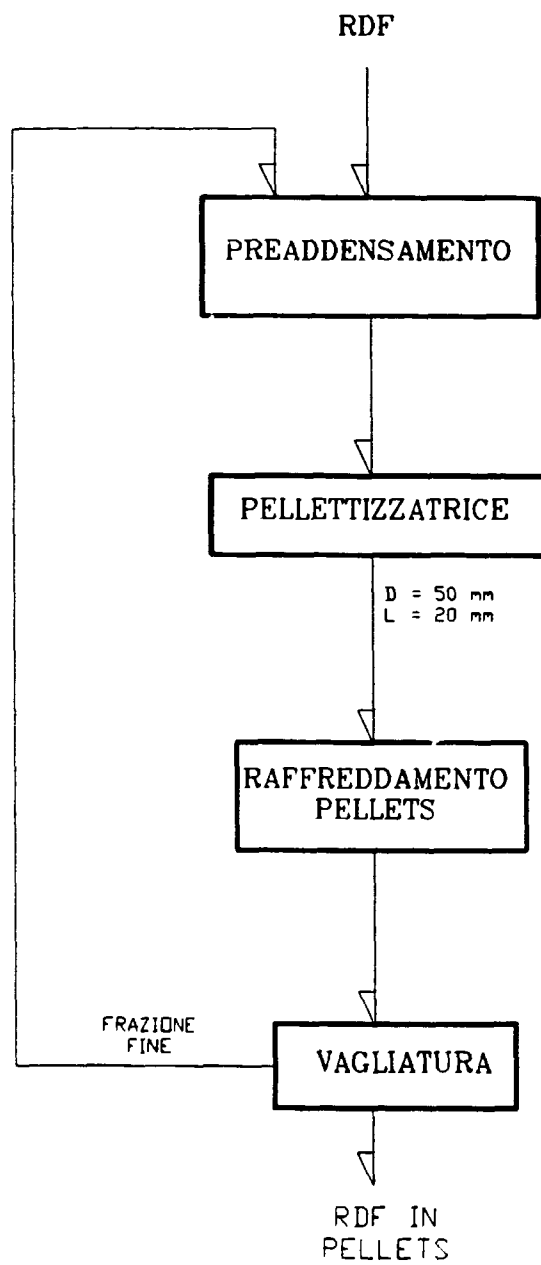 RDF
PREADDENSAMENTO
PELLETTIZZATRICE
D = 50 mm
L = 20 mm
RAFFREDDAMENTO
PELLETS
FRAZIONE
FINE
VAGLIATURA
RDF IN
PELLETS